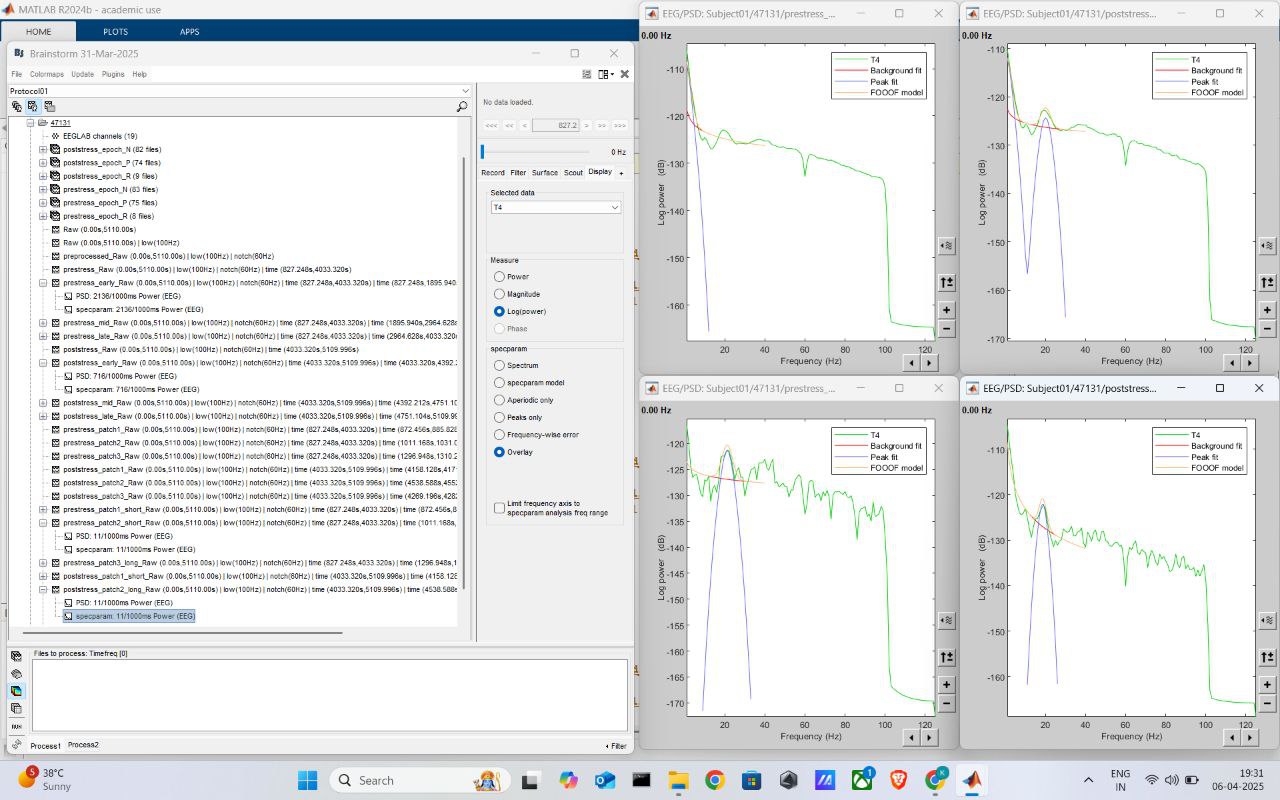 MATLAB R2024b - academic use
HOME PLOTS APPS
Brainstorm 31-Mar-2025
File Colormaps Update Plugins Help
Protocol01
47131
EEGLAB channels (19)
poststress_epoch_N (82 files)
poststress_epoch_P (74 files)
poststress_epoch_R (9 files)
prestress_epoch_N (83 files)
prestress_epoch_P (75 files)
prestress_epoch_R (8 files)
Raw (0.00s,5110.00s)
Raw (0.00s,5110.00s) | low(100Hz)
preprocessed_Raw (0.00s,5110.00s) | low(100Hz) | notch(60Hz)
prestress_Raw (0.00s,5110.00s) | low(100Hz) | notch(60Hz) | time (827.248s,4033.320s)
prestress_early_Raw (0.00s,5110.00s) | low(100Hz) | notch(60Hz) | time (827.248s,4033.320s) | time (827.248s,1895.940s
PSD: 2136/1000ms Power (EEG)
specparam: 2136/1000ms Power (EEG)
prestress_mid_Raw (0.00s,5110.00s) | low(100Hz) | notch(60Hz) | time (827.248s,4033.320s) | time (1895.940s,2964.628s
prestress_late_Raw (0.00s,5110.00s) | low(100Hz) | notch(60Hz) | time (827.248s,4033.320s) | time (2964.628s,4033.320s
poststress_Raw (0.00s,5110.00s) | low(100Hz) | notch(60Hz) | time (4033.320s,5109.996s)
poststress_early_Raw (0.00s,5110.00s) | low(100Hz) | notch(60Hz) | time (4033.320s,5109.996s) | time (4033.320s,4392.
PSD: 716/1000ms Power (EEG)
specparam: 716/1000ms Power (EEG)
poststress_mid_Raw (0.00s,5110.00s) | low(100Hz) | notch(60Hz) | time (4033.320s,5109.996s) | time (4392.212s,4751.10
poststress_late_Raw (0.00s,5110.00s) | low(100Hz) | notch(60Hz) | time (4033.320s,5109.996s) | time (4751.104s,5109.99
prestress_patch1_Raw (0.00s,5110.00s) | low(100Hz) | notch(60Hz) | time (827.248s,4033.320s) | time (872.456s,885.828
prestress_patch2_Raw (0.00s,5110.00s) | low(100Hz) | notch(60Hz) | time (827.248s,4033.320s) | time (1011.168s,1031.0
prestress_patch3_Raw (0.00s,5110.00s) | low(100Hz) | notch(60Hz) | time (827.248s,4033.320s) | time (1296.948s,1310.2
poststress_patch1_Raw (0.00s,5110.00s) | low(100Hz) | notch(60Hz) | time (4033.320s,5109.996s) | time (4158.128s,417
poststress_patch2_Raw (0.00s,5110.00s) | low(100Hz) | notch(60Hz) | time (4033.320s,5109.996s) | time (4538.588s,455
poststress_patch3_Raw (0.00s,5110.00s) | low(100Hz) | notch(60Hz) | time (4033.320s,5109.996s) | time (4269.196s,428
prestress_patch1_short_Raw (0.00s,5110.00s) | low(100Hz) | notch(60Hz) | time (827.248s,4033.320s) | time (872.456s,8
prestress_patch2_short_Raw (0.00s,5110.00s) | low(100Hz) | notch(60Hz) | time (827.248s,4033.320s) | time (1011.168s,
PSD: 11/1000ms Power (EEG)
specparam: 11/1000ms Power (EEG)
prestress_patch3_long_Raw (0.00s,5110.00s) | low(100Hz) | notch(60Hz) | time (827.248s,4033.320s) | time (1296.948s,1
poststress_patch1_short_Raw (0.00s,5110.00s) | low(100Hz) | notch(60Hz) | time (4033.320s,5109.996s) | time (4158.128
poststress_patch2_long_Raw (0.00s,5110.00s) | low(100Hz) | notch(60Hz) | time (4033.320s,5109.996s) | time (4538.588s
PSD: 11/1000ms Power (EEG)
specparam: 11/1000ms Power (EEG)
No data loaded.
<<< << < 827.2 > >> >>>
0 Hz
Record Filter Surface Scout Display +
Selected data
T4
Measure
Power
Magnitude
Log(power)
Phase
specparam
Spectrum
specparam model
Aperiodic only
Peaks only
Frequency-wise error
Overlay
Limit frequency axis to
specparam analysis freq range
Files to process: Timefreq [0]
RUN
Process1 Process2
Filter
EEG/PSD: Subject01/47131/prestress_...
0.00 Hz
T4
Background fit
Peak fit
FOOOF model
-110
-120
-130
-140
-150
-160
Log power (dB)
20 40 60 80 100 120
Frequency (Hz)
EEG/PSD: Subject01/47131/poststress...
0.00 Hz
T4
Background fit
Peak fit
FOOOF model
-110
-120
-130
-140
-150
-160
-170
Log power (dB)
20 40 60 80 100 120
Frequency (Hz)
EEG/PSD: Subject01/47131/prestress_...
0.00 Hz
T4
Background fit
Peak fit
FOOOF model
-120
-125
-130
-135
-140
-145
-150
-155
-160
-165
-170
Log power (dB)
20 40 60 80 100 120
Frequency (Hz)
EEG/PSD: Subject01/47131/poststress...
0.00 Hz
T4
Background fit
Peak fit
FOOOF model
-110
-120
-130
-140
-150
-160
Log power (dB)
20 40 60 80 100 120
Frequency (Hz)
5
38°C
Sunny
Search
1
K
ENG
IN
19:31
06-04-2025